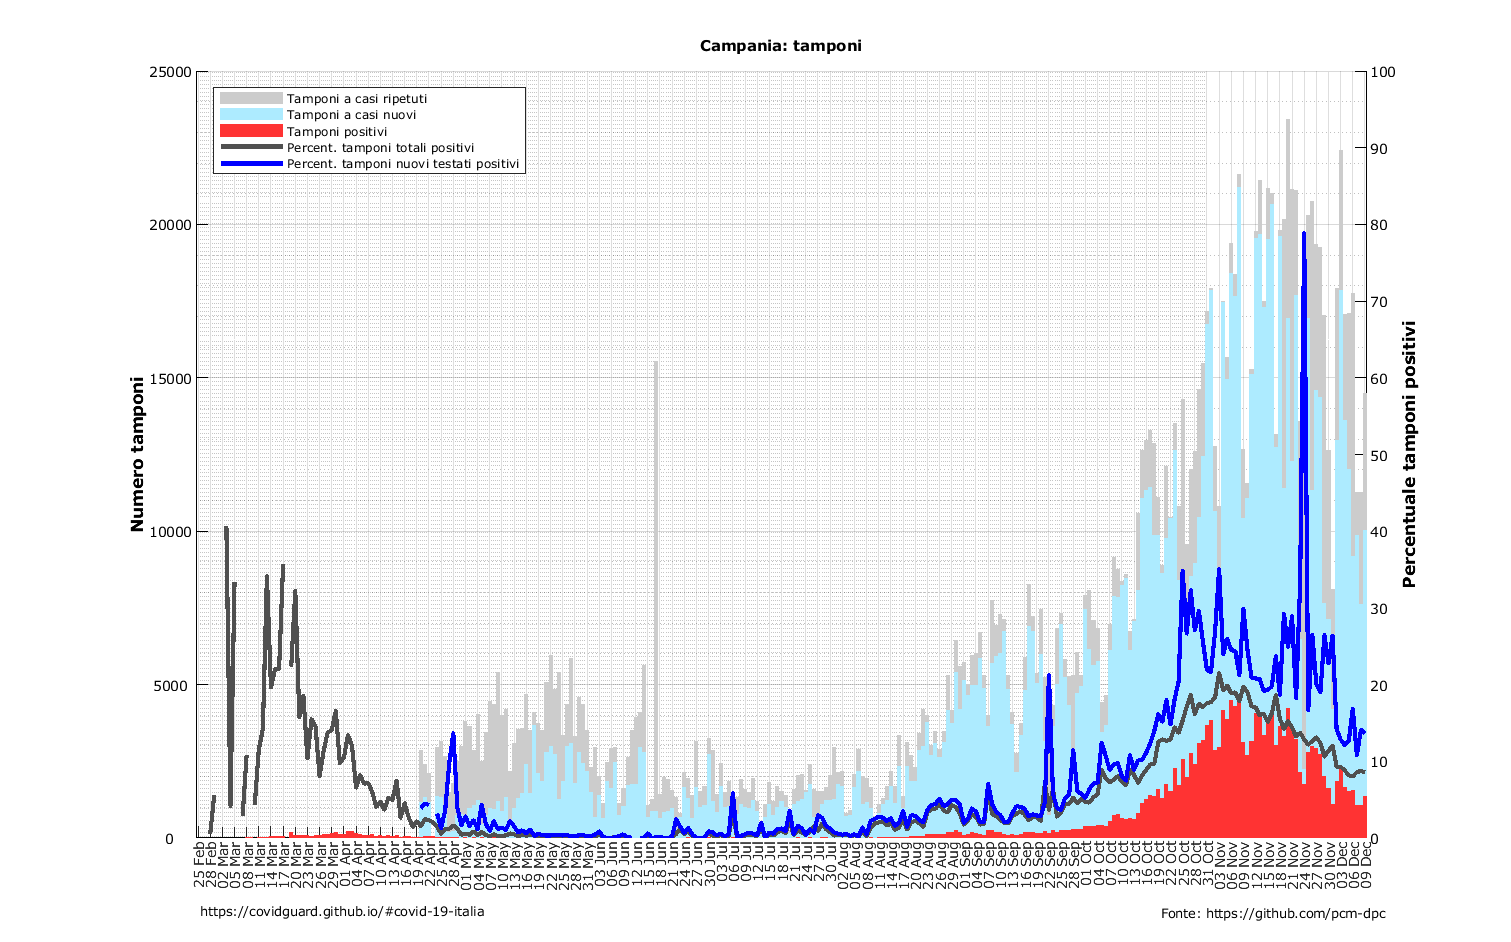 Campania: tamponi
25000
20000
15000
10000
5000
0
Numero tamponi
100
90
80
70
60
50
40
30
20
10
0
Percentuale tamponi positivi
Tamponi a casi ripetuti
Tamponi a casi nuovi
Tamponi positivi
Percent. tamponi totali positivi
Percent. tamponi nuovi testati positivi
25 Feb
28 Feb
02 Mar
05 Mar
08 Mar
11 Mar
14 Mar
17 Mar
20 Mar
23 Mar
26 Mar
29 Mar
01 Apr
04 Apr
07 Apr
10 Apr
13 Apr
16 Apr
19 Apr
22 Apr
25 Apr
28 Apr
01 May
04 May
07 May
10 May
13 May
16 May
19 May
22 May
25 May
28 May
31 May
03 Jun
06 Jun
09 Jun
12 Jun
15 Jun
18 Jun
21 Jun
24 Jun
27 Jun
30 Jun
03 Jul
06 Jul
09 Jul
12 Jul
15 Jul
18 Jul
21 Jul
24 Jul
27 Jul
30 Jul
02 Aug
05 Aug
08 Aug
11 Aug
14 Aug
17 Aug
20 Aug
23 Aug
26 Aug
29 Aug
01 Sep
04 Sep
07 Sep
10 Sep
13 Sep
16 Sep
19 Sep
22 Sep
25 Sep
28 Sep
01 Oct
04 Oct
07 Oct
10 Oct
13 Oct
16 Oct
19 Oct
22 Oct
25 Oct
28 Oct
31 Oct
03 Nov
06 Nov
09 Nov
12 Nov
15 Nov
18 Nov
21 Nov
24 Nov
27 Nov
30 Nov
03 Dec
06 Dec
09 Dec
https://covidguard.github.io/#covid-19-italia
Fonte: https://github.com/pcm-dpc